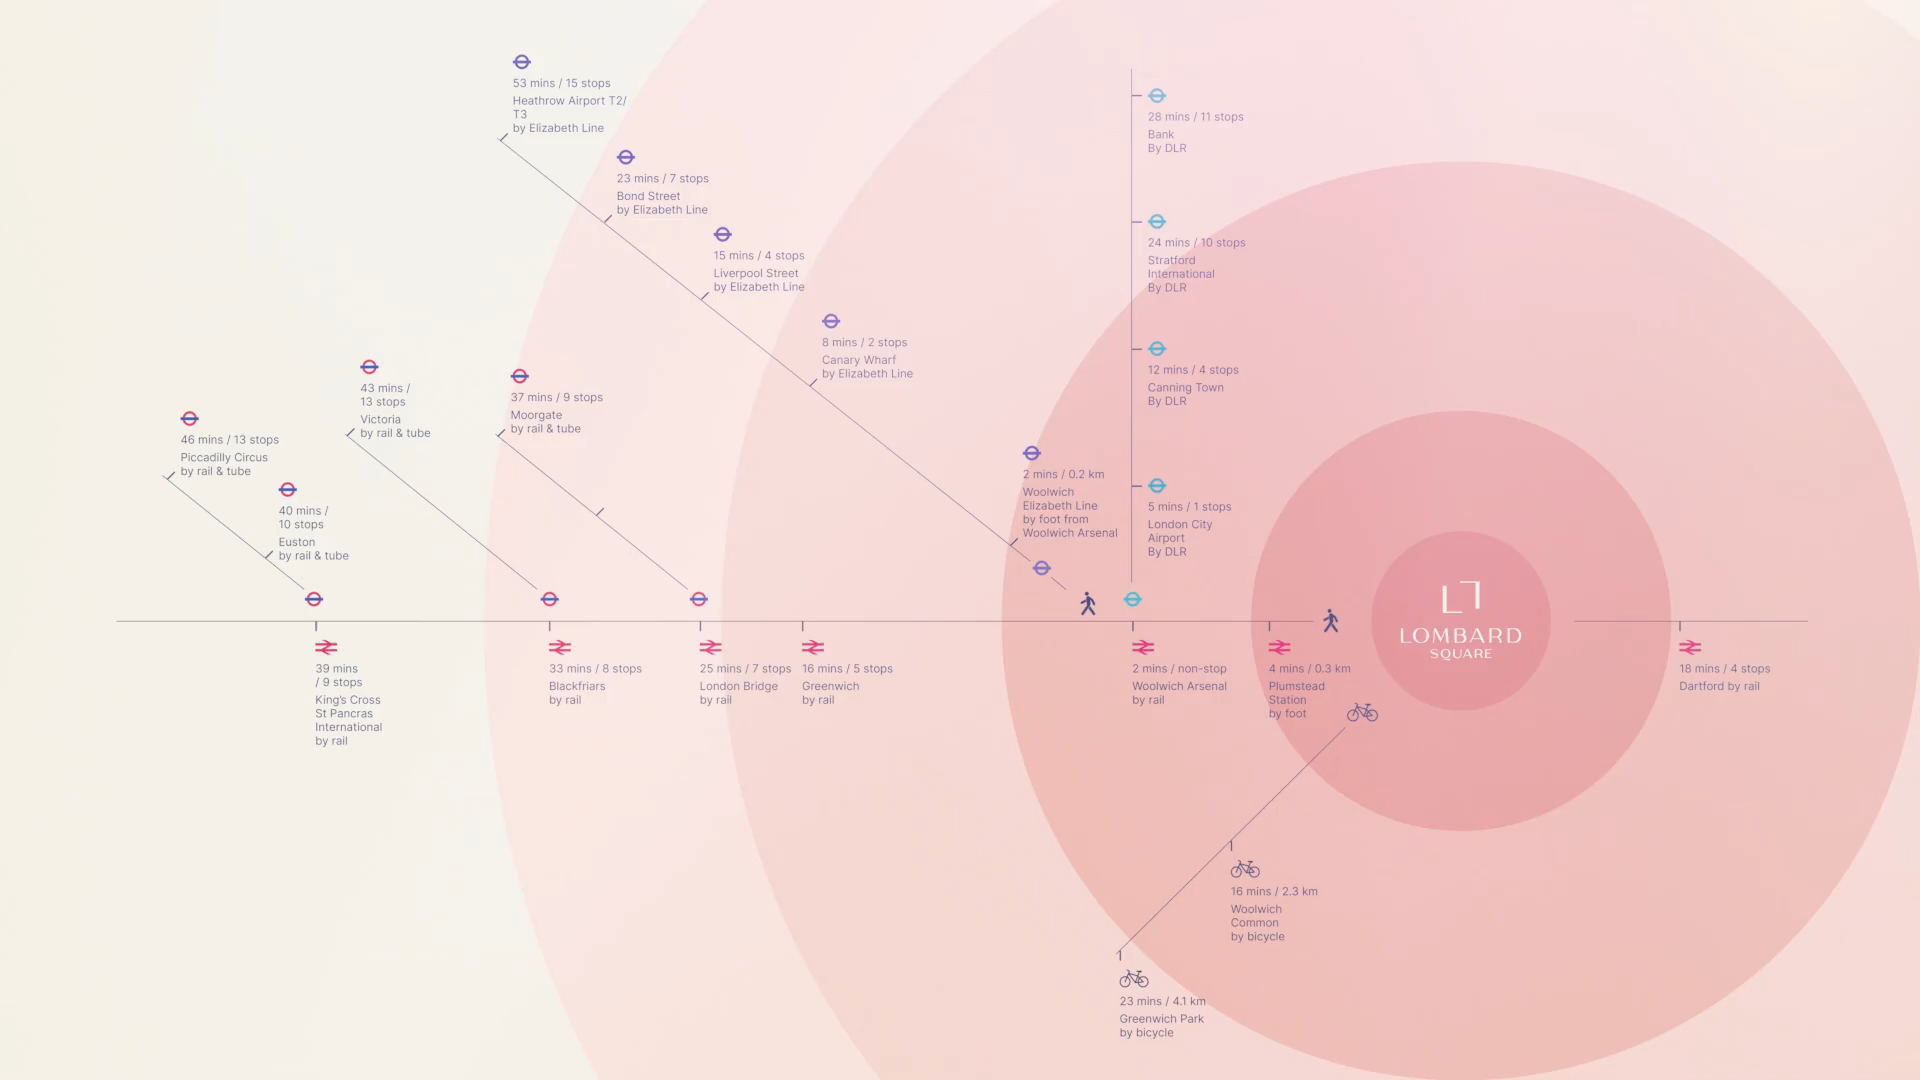 53 mins / 15 stops
Heathrow Airport T2/
T3
by Elizabeth Line
23 mins / 7 stops
Bond Street
by Elizabeth Line
15 mins / 4 stops
Liverpool Street
by Elizabeth Line
8 mins / 2 stops
Canary Wharf
by Elizabeth Line
2 mins / 0.2 km
Woolwich
Elizabeth Line
by foot from
Woolwich Arsenal
28 mins / 11 stops
Bank
By DLR
24 mins / 10 stops
Stratford
International
By DLR
12 mins / 4 stops
Canning Town
By DLR
5 mins / 1 stops
London City
Airport
By DLR
46 mins / 13 stops
Piccadilly Circus
by rail & tube
40 mins /
10 stops
Euston
by rail & tube
43 mins /
13 stops
Victoria
by rail & tube
37 mins / 9 stops
Moorgate
by rail & tube
39 mins
/ 9 stops
King's Cross
St Pancras
International
by rail
33 mins / 8 stops
Blackfriars
by rail
25 mins / 7 stops
London Bridge
by rail
16 mins / 5 stops
Greenwich
by rail
2 mins / non-stop
Woolwich Arsenal
by rail
4 mins / 0.3 km
Plumstead
Station
by foot
LOMBARD
SQUARE
18 mins / 4 stops
Dartford by rail
16 mins / 2.3 km
Woolwich
Common
by bicycle
23 mins / 4.1 km
Greenwich Park
by bicycle